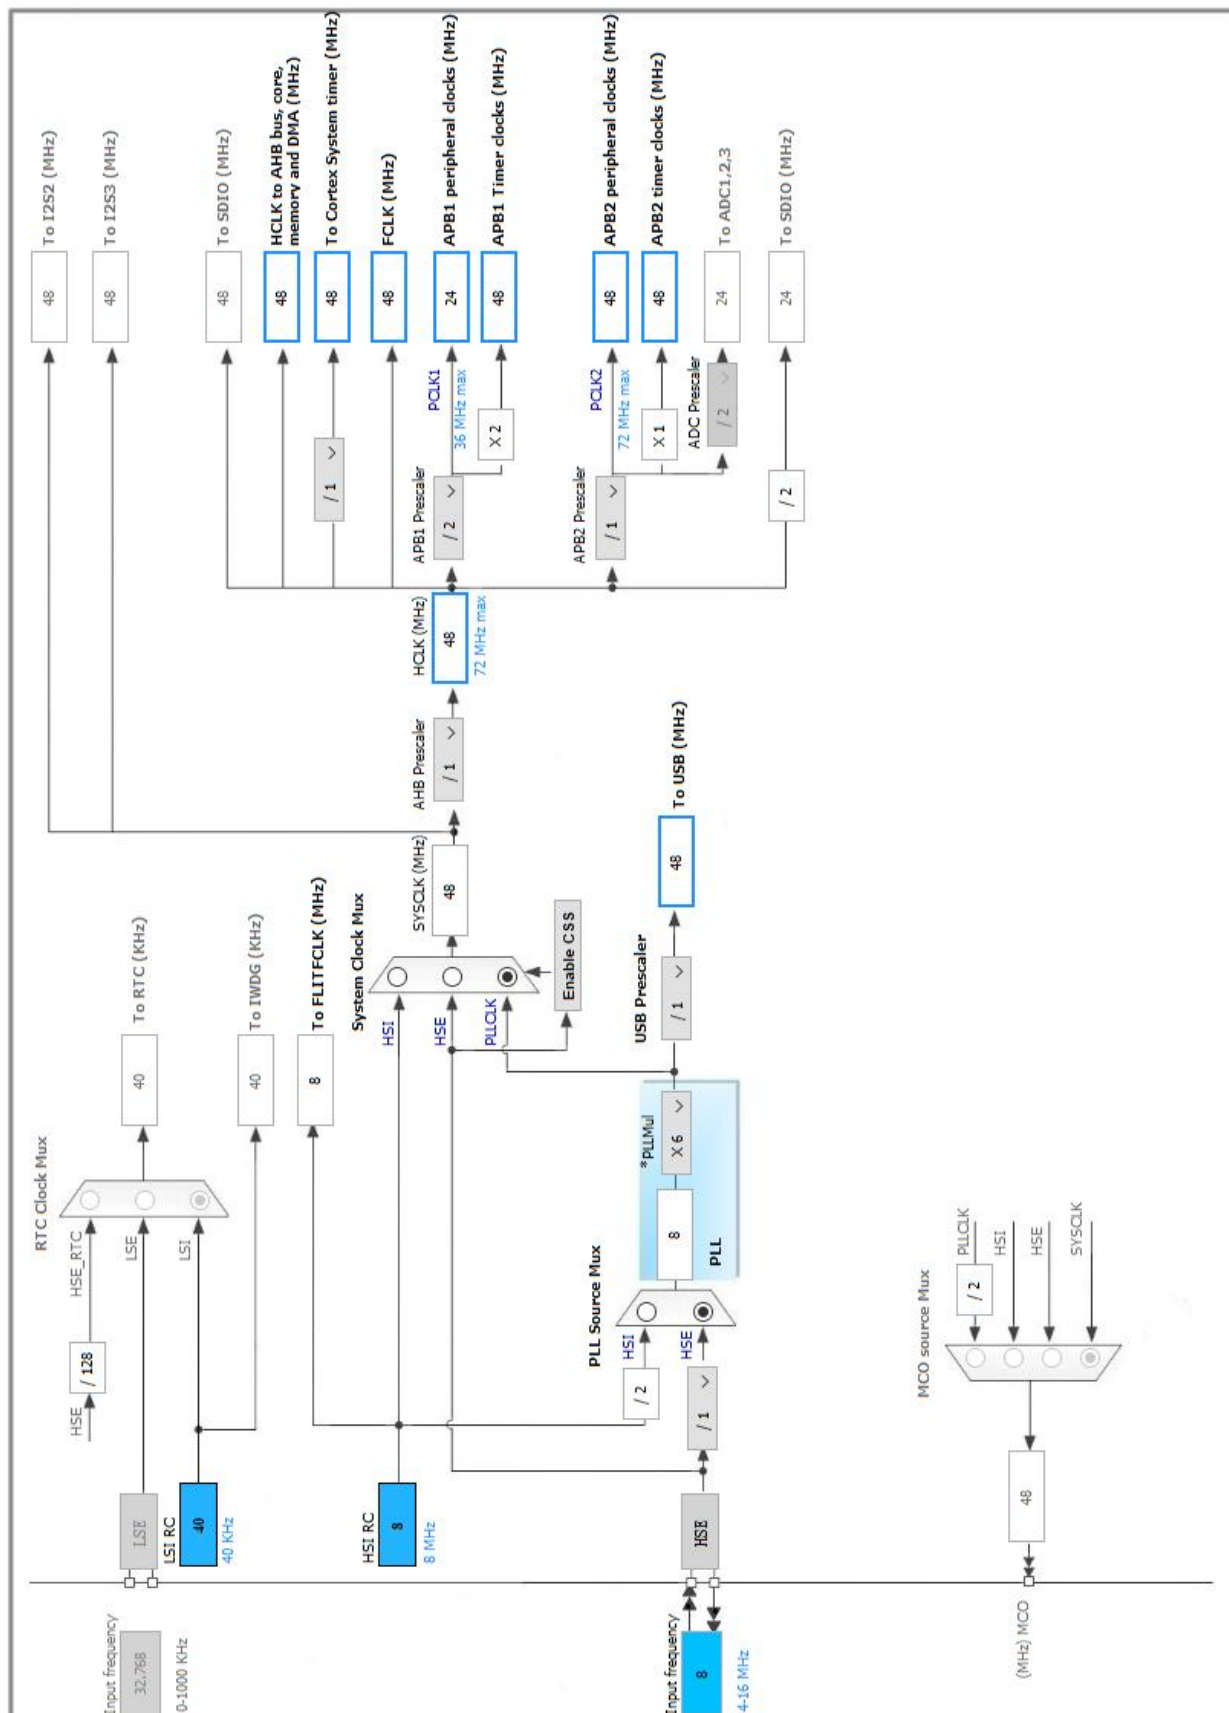 Input frequency
32.768
0-1000 KHz
LSE
LSI RC
40
40 KHz
HSE
/ 128
HSE_RTC
LSE
LSI
RTC Clock Mux
40
To RTC (KHz)
40
To IWDG (KHz)
8
To FLITFCLK (MHz)
HSI RC
8
8 MHz
System Clock Mux
HSI
HSE
PLLCLK
Enable CSS
SYSCLK (MHz)
48
AHB Prescaler
/ 1
HCLK (MHz)
48
72 MHz max
48
To I2S2 (MHz)
48
To I2S3 (MHz)
48
To SDIO (MHz)
48
HCLK to AHB bus, core,
memory and DMA (MHz)
/ 1
48
To Cortex System timer (MHz)
48
FCLK (MHz)
APB1 Prescaler
/ 2
PCLK1
36 MHz max
24
APB1 peripheral clocks (MHz)
X 2
48
APB1 Timer clocks (MHz)
APB2 Prescaler
/ 1
PCLK2
72 MHz max
48
APB2 peripheral clocks (MHz)
X 1
48
APB2 timer clocks (MHz)
ADC Prescaler
/ 2
24
To ADC1,2,3
/ 2
24
To SDIO (MHz)
Input frequency
8
4-16 MHz
HSE
/ 1
PLL Source Mux
/ 2
HSI
HSE
8
*PLLMul
X 6
PLL
USB Prescaler
/ 1
48
To USB (MHz)
MCO source Mux
/ 2
PLLCLK
HSI
HSE
SYSCLK
48
(MHz) MCO